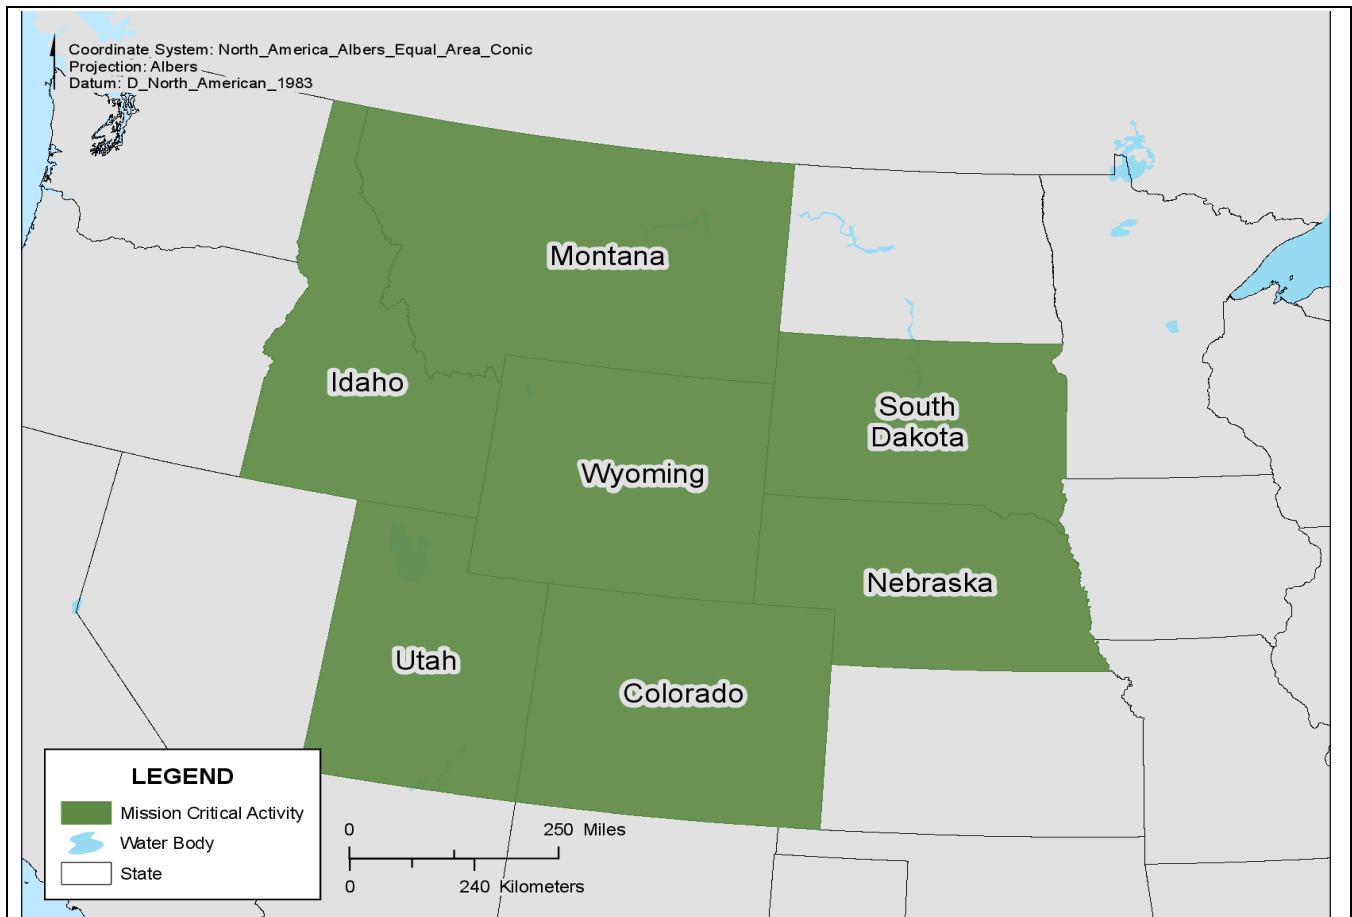 Coordinate System: North_America_Albers_Equal_Area_Conic
Projection: Albers
Datum: D_North_American_1983
Montana
Idaho
South
Dakota
Wyoming
Nebraska
Utah
Colorado
LEGEND
Mission Critical Activity
Water Body
State
0 250 Miles
0 240 Kilometers